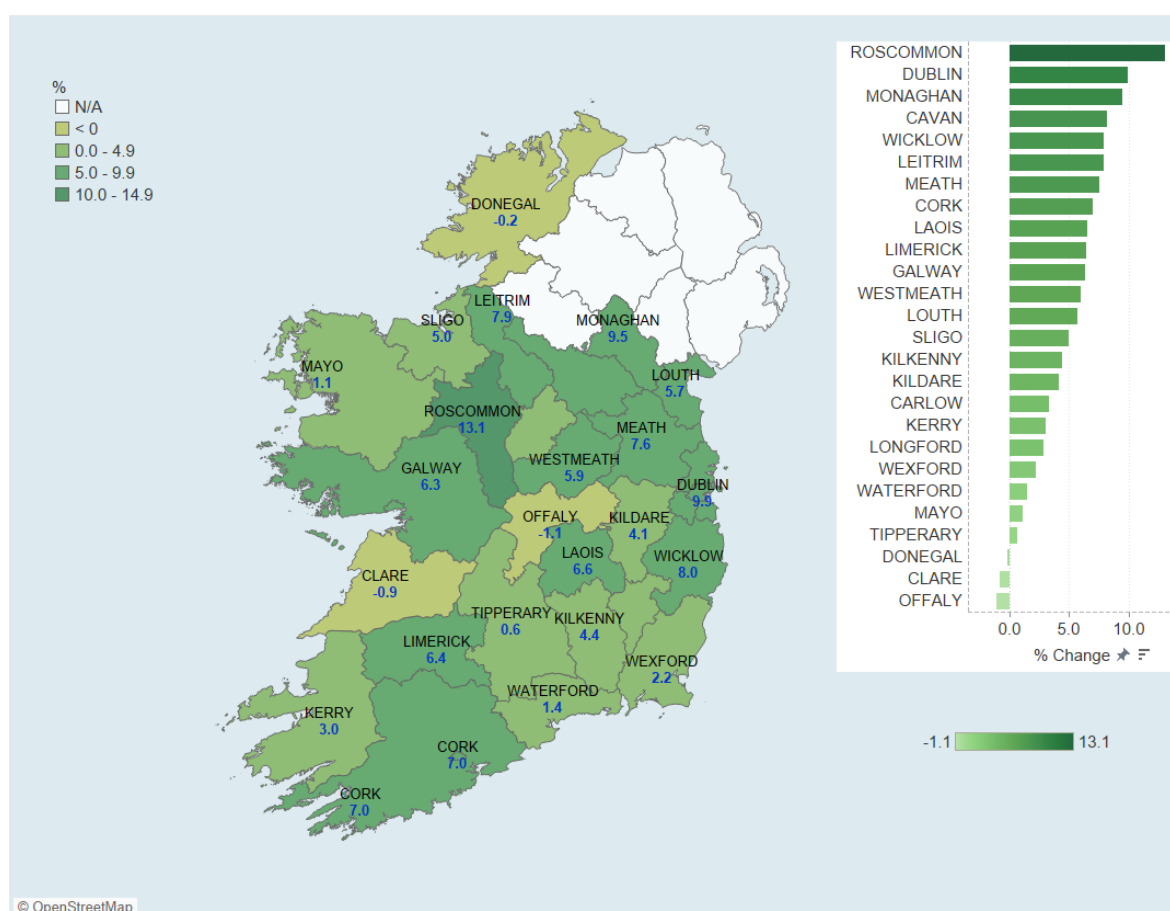 %
N/A
< 0
0.0 - 4.9
5.0 - 9.9
10.0 - 14.9
DONEGAL
-0.2
LEITRIM
7.9
SLIGO
5.0
MONAGHAN
9.5
MAYO
1.1
LOUTH
5.7
ROSCOMMON
13.1
MEATH
7.6
GALWAY
6.3
WESTMEATH
5.9
DUBLIN
9.9
OFFALY
-1.1
KILDARE
4.1
LAOIS
6.6
WICKLOW
8.0
CLARE
-0.9
TIPPERARY
0.6
KILKENNY
4.4
LIMERICK
6.4
WEXFORD
2.2
WATERFORD
1.4
KERRY
3.0
CORK
7.0
CORK
7.0
ROSCOMMON
DUBLIN
MONAGHAN
CAVAN
WICKLOW
LEITRIM
MEATH
CORK
LAOIS
LIMERICK
GALWAY
WESTMEATH
LOUTH
SLIGO
KILKENNY
KILDARE
CARLOW
KERRY
LONGFORD
WEXFORD
WATERFORD
MAYO
TIPPERARY
DONEGAL
CLARE
OFFALY
0.0 5.0 10.0
% Change
-1.1 13.1
© OpenStreetMap